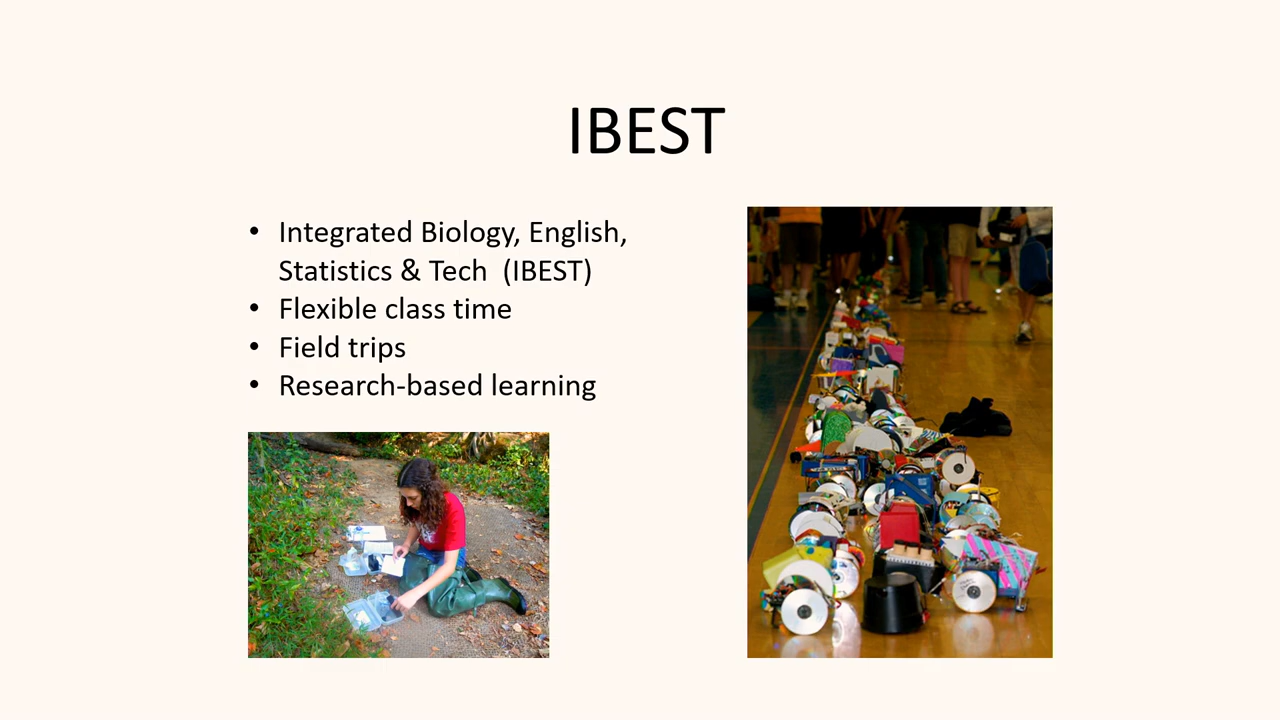 IBEST
• Integrated Biology, English,
Statistics & Tech (IBEST)
• Flexible class time
• Field trips
• Research-based learning